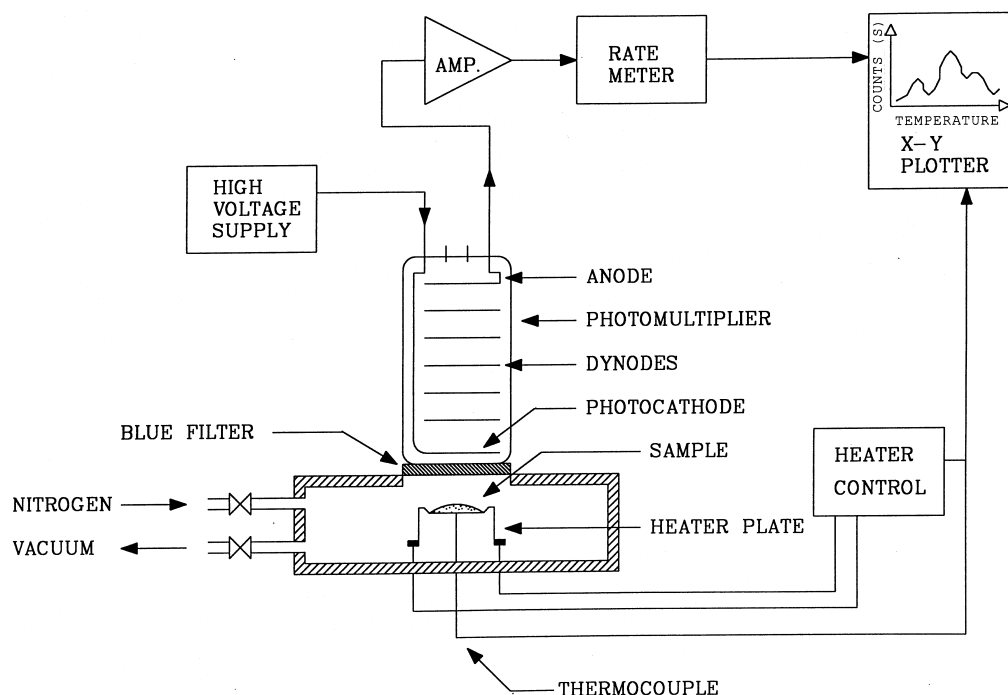 AMP.
RATE
METER
COUNTS (S)
TEMPERATURE
X-Y
PLOTTER
HIGH
VOLTAGE
SUPPLY
ANODE
PHOTOMULTIPLIER
DYNODES
PHOTOCATHODE
BLUE FILTER
SAMPLE
HEATER
CONTROL
NITROGEN
HEATER PLATE
VACUUM
THERMOCOUPLE